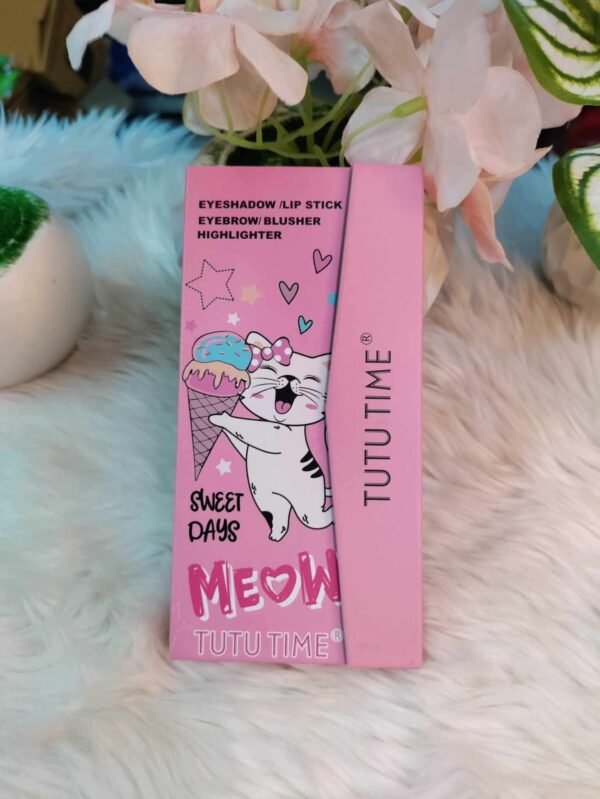 EYESHADOW /LIP STICK
EYEBROW/ BLUSHER
HIGHLIGHTER
SWEET
DAYS
MEOW
TUTU TIME®
TUTU TIME®